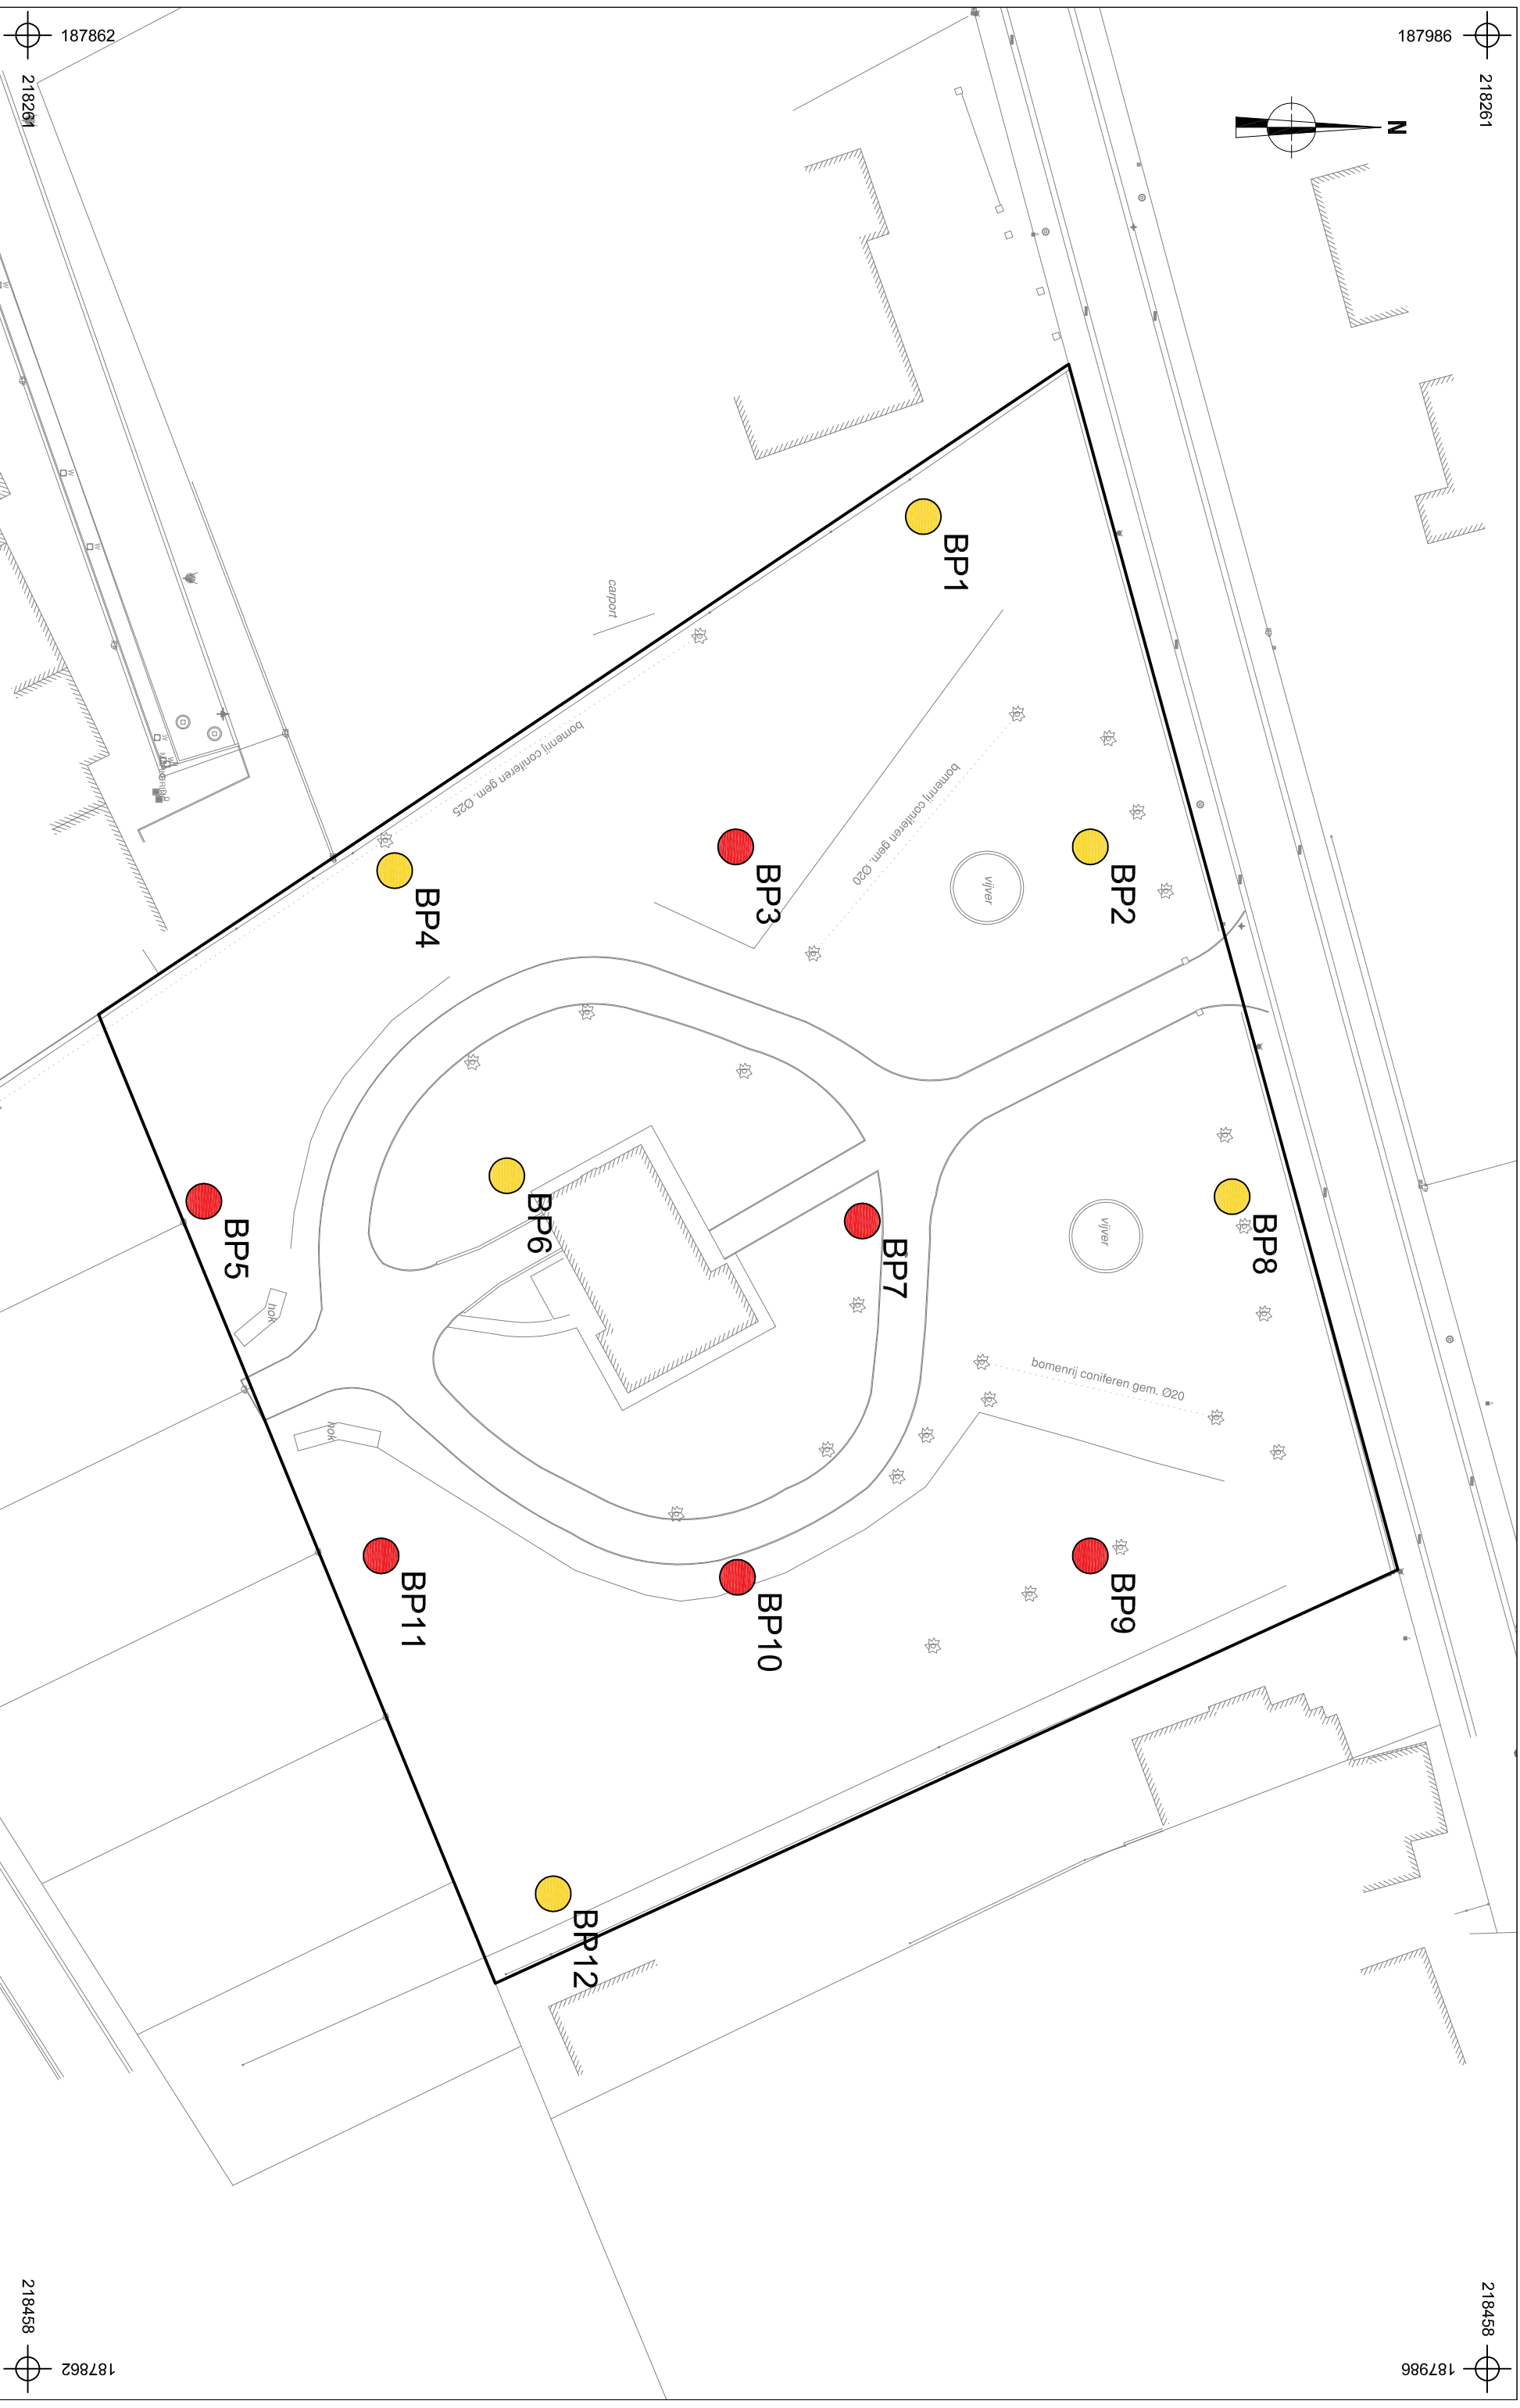 187862
218261
187986
218261
N
BP1
carport
bomenrij coniferen gem. Ø25
bomenrij coniferen gem. Ø20
BP3
vijver
BP2
BP4
BP6
BP5
BP7
vijver
BP8
hok
bomenrij coniferen gem. Ø20
hok
BP11
BP10
BP9
BP12
218458
187862
218458
187986
W
W
W
W